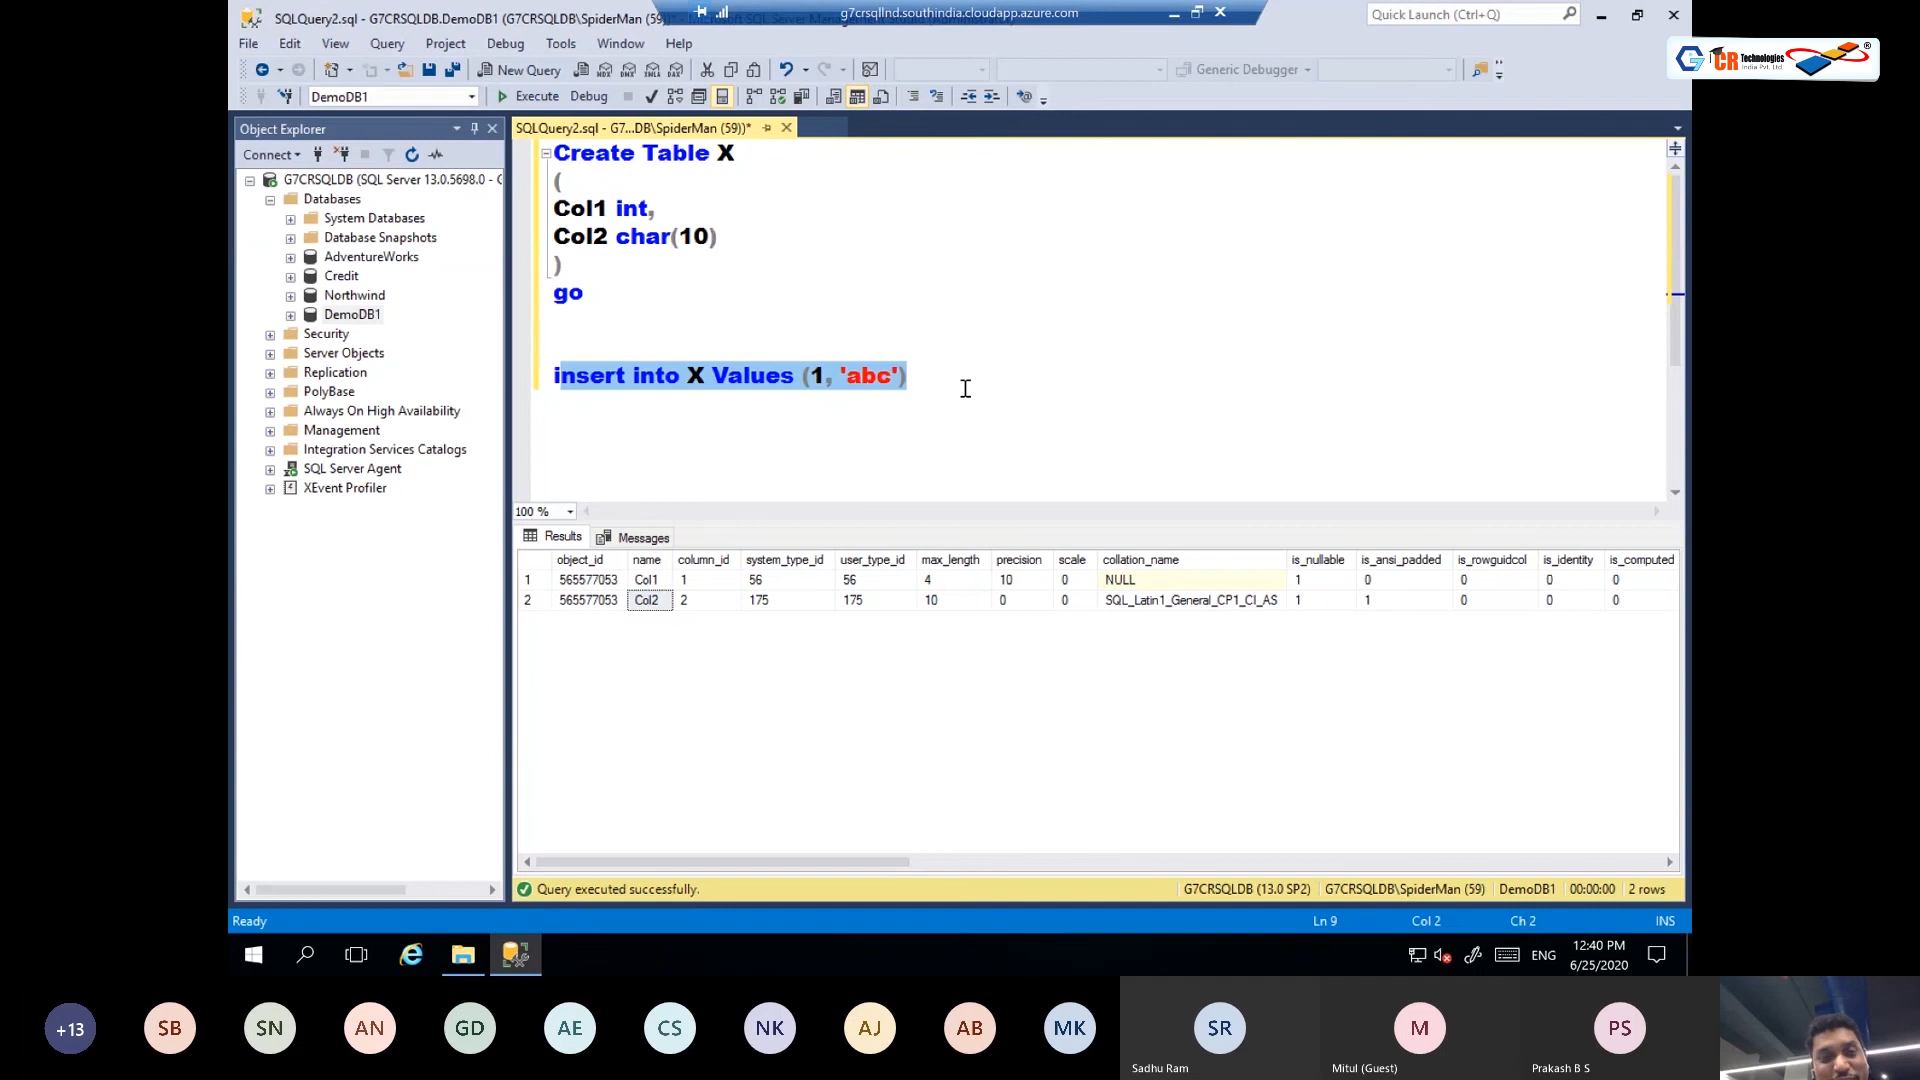 SQLQuery2.sql - G7CRSQLDB.DemoDB1 (G7CRSQLDB\SpiderMan (59))*
g7crsqllnd.southindia.cloudapp.azure.com
Quick Launch (Ctrl+Q)
File Edit View Query Project Debug Tools Window Help
New Query
Generic Debugger
DemoDB1
Execute Debug
G7 CR Technologies
India Pvt. Ltd.
Object Explorer
Connect
G7CRSQLDB (SQL Server 13.0.5698.0 -
Databases
System Databases
Database Snapshots
AdventureWorks
Credit
Northwind
DemoDB1
Security
Server Objects
Replication
PolyBase
Always On High Availability
Management
Integration Services Catalogs
SQL Server Agent
XEvent Profiler
SQLQuery2.sql - G7...DB\SpiderMan (59))*
Create Table X
(
Col1 int,
Col2 char(10)
)
go
insert into X Values (1, 'abc')
100 %
Results Messages
object_id name column_id system_type_id user_type_id max_length precision scale collation_name is_nullable is_ansi_padded is_rowguidcol is_identity is_computed
1 565577053 Col1 1 56 56 4 10 0 NULL 1 0 0 0 0
2 565577053 Col2 2 175 175 10 0 0 SQL_Latin1_General_CP1_CI_AS 1 1 0 0 0
Query executed successfully.
G7CRSQLDB (13.0 SP2) G7CRSQLDB\SpiderMan (59) DemoDB1 00:00:00 2 rows
Ready
Ln 9 Col 2 Ch 2 INS
ENG
12:40 PM
6/25/2020
+13 SB SN AN GD AE CS NK AJ AB MK SR M PS
Sadhu Ram
Mitul (Guest)
Prakash B S